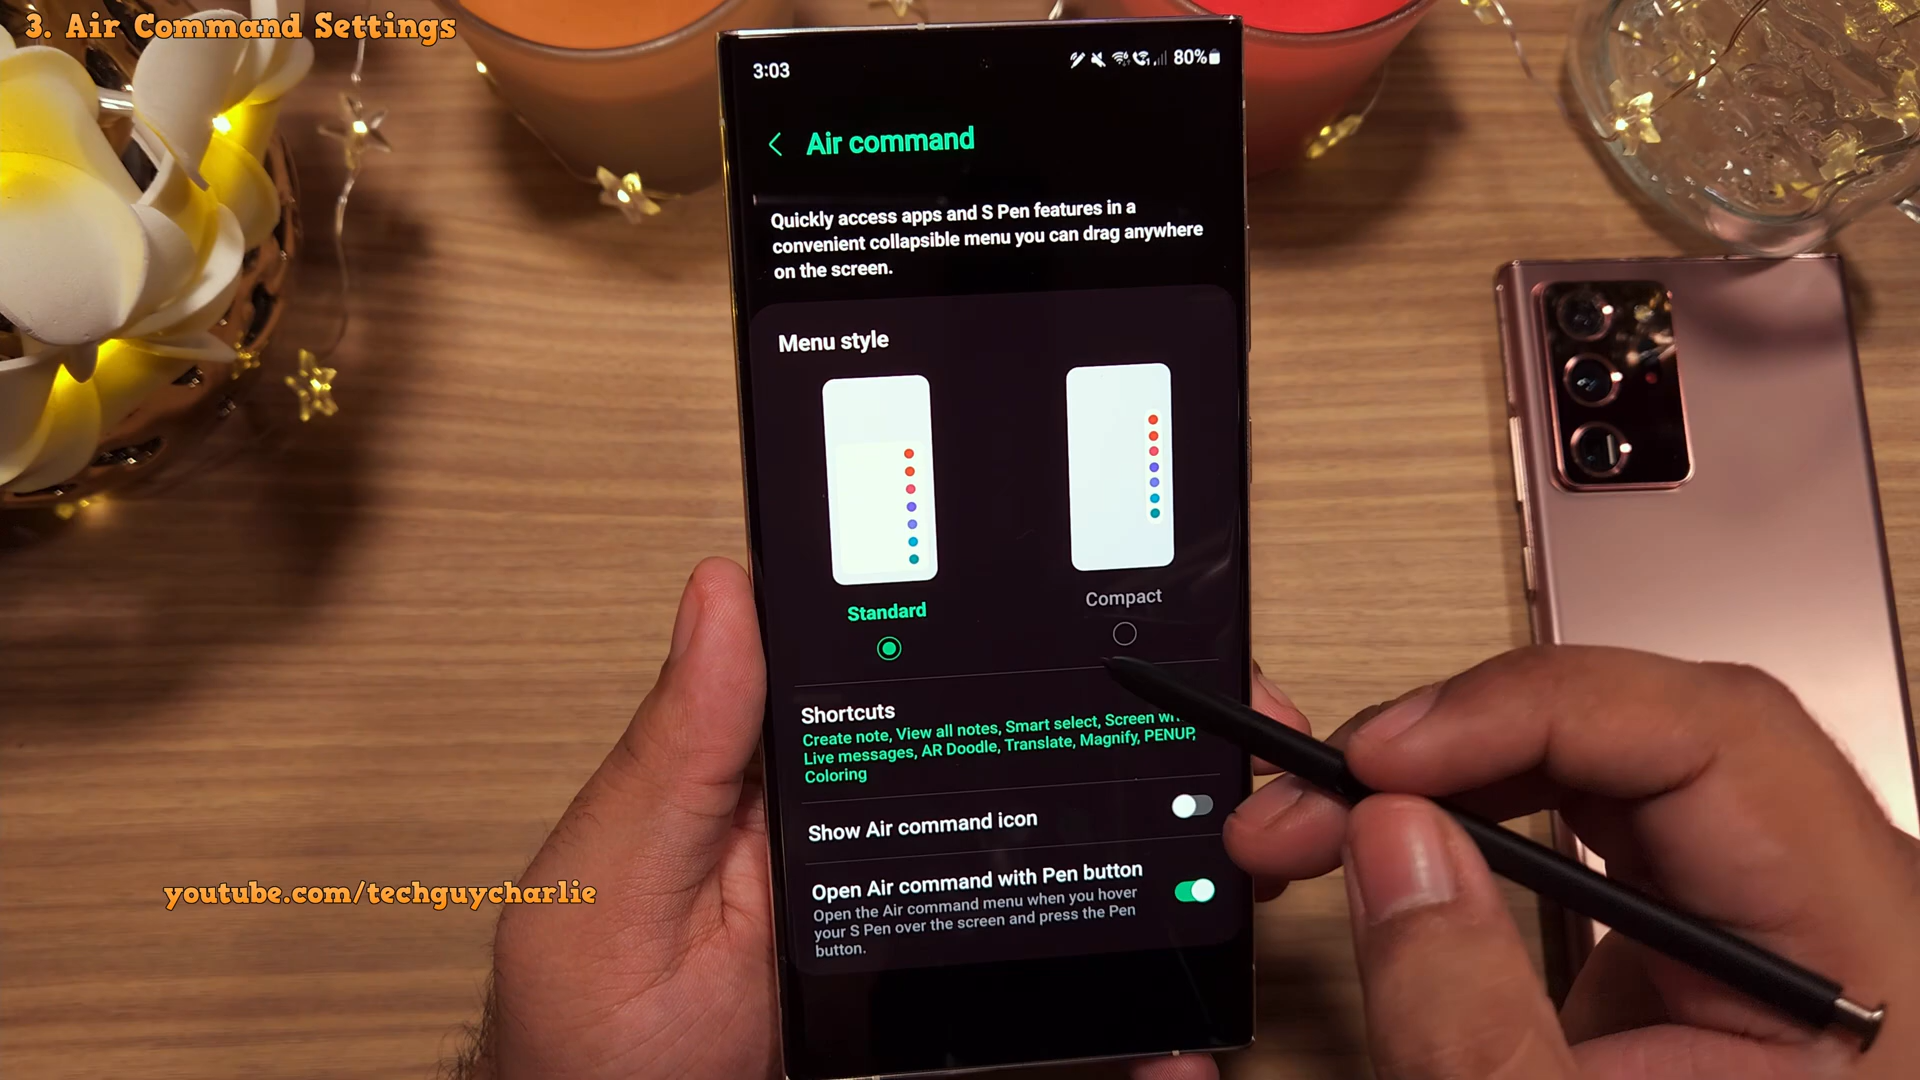 3. Air Command Settings
3:03
80%
Air command
Quickly access apps and S Pen features in a
convenient collapsible menu you can drag anywhere
on the screen.
Menu style
Standard
Compact
Shortcuts
Create note, View all notes, Smart select, Screen
Live messages, AR Doodle, Translate, Magnify, PENUP,
Coloring
Show Air command icon
Open Air command with Pen button
Open the Air command menu when you hover
your S Pen over the screen and press the Pen
button.
youtube.com/techguycharlie